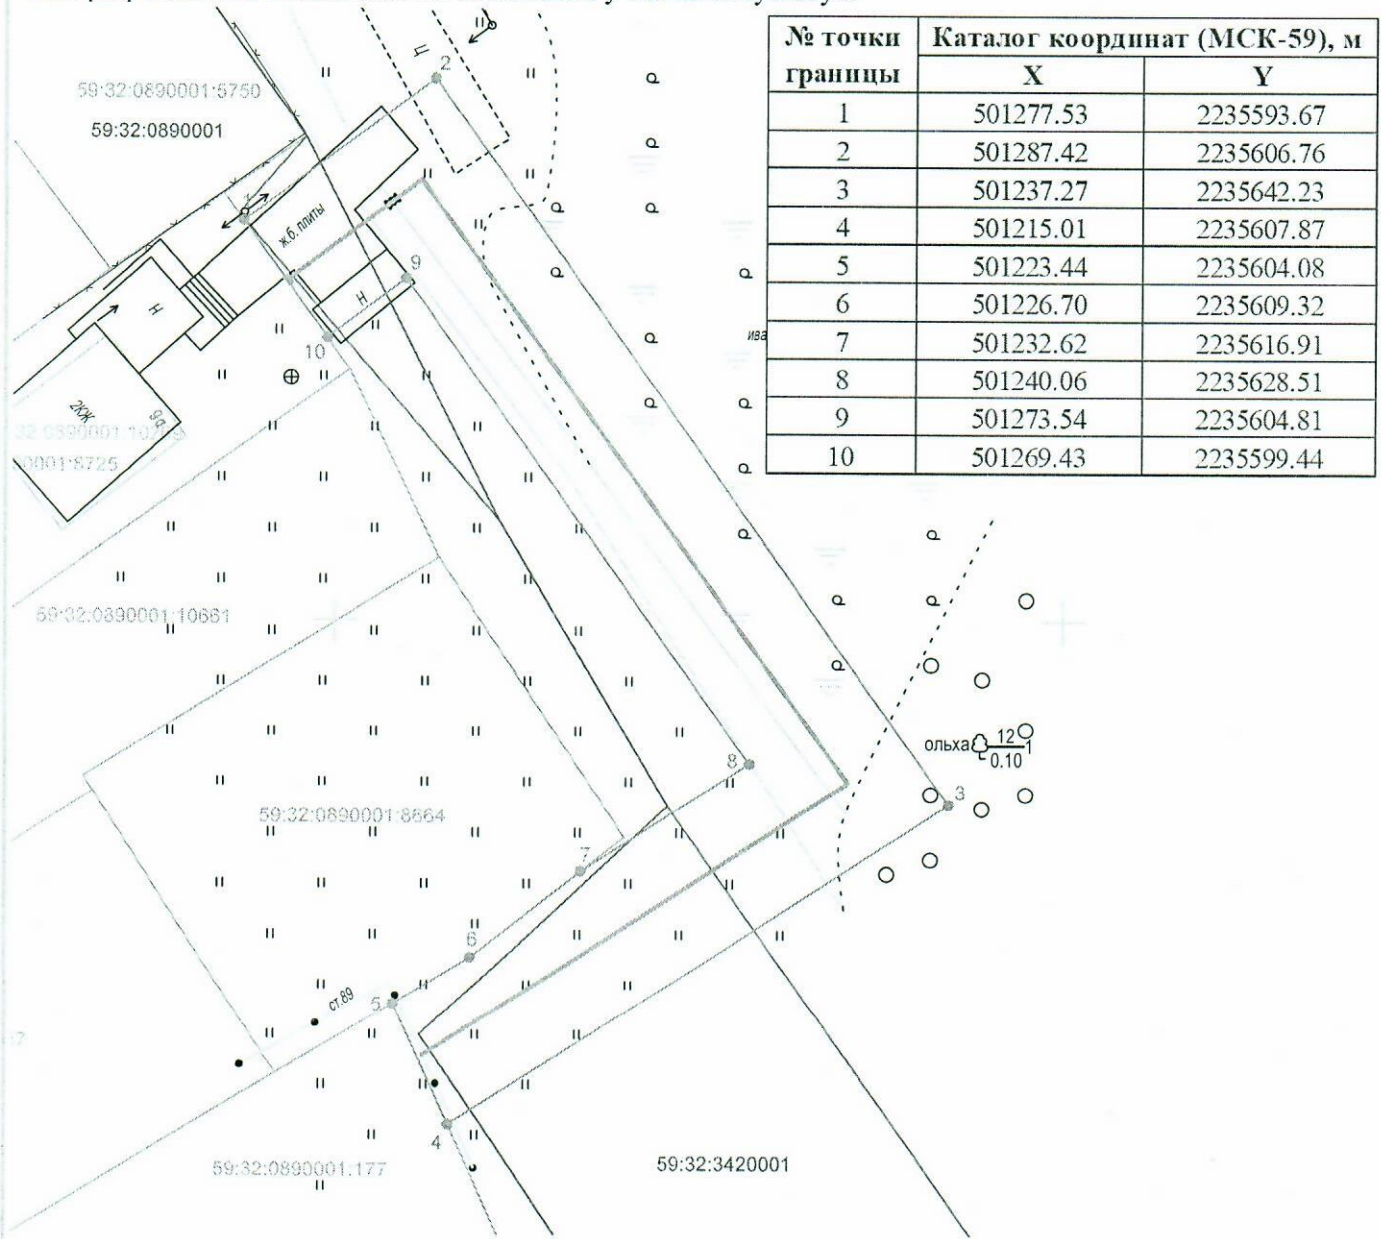 № точки границы | Каталог координат (МСК-59), м
X | Y
1 | 501277.53 | 2235593.67
2 | 501287.42 | 2235606.76
3 | 501237.27 | 2235642.23
4 | 501215.01 | 2235607.87
5 | 501223.44 | 2235604.08
6 | 501226.70 | 2235609.32
7 | 501232.62 | 2235616.91
8 | 501240.06 | 2235628.51
9 | 501273.54 | 2235604.81
10 | 501269.43 | 2235599.44
Ц
2
59:32:0890001:5750
59:32:0890001
1
ж.б. плиты
9
Н
Н
10
ива
2КЖ
9а
0001:8725
59:32:0890001:10661
ольха 12 1
0.10
8
3
59:32:0890001:8664
7
6
5
ст.89
4
59:32:0890001:177
59:32:3420001